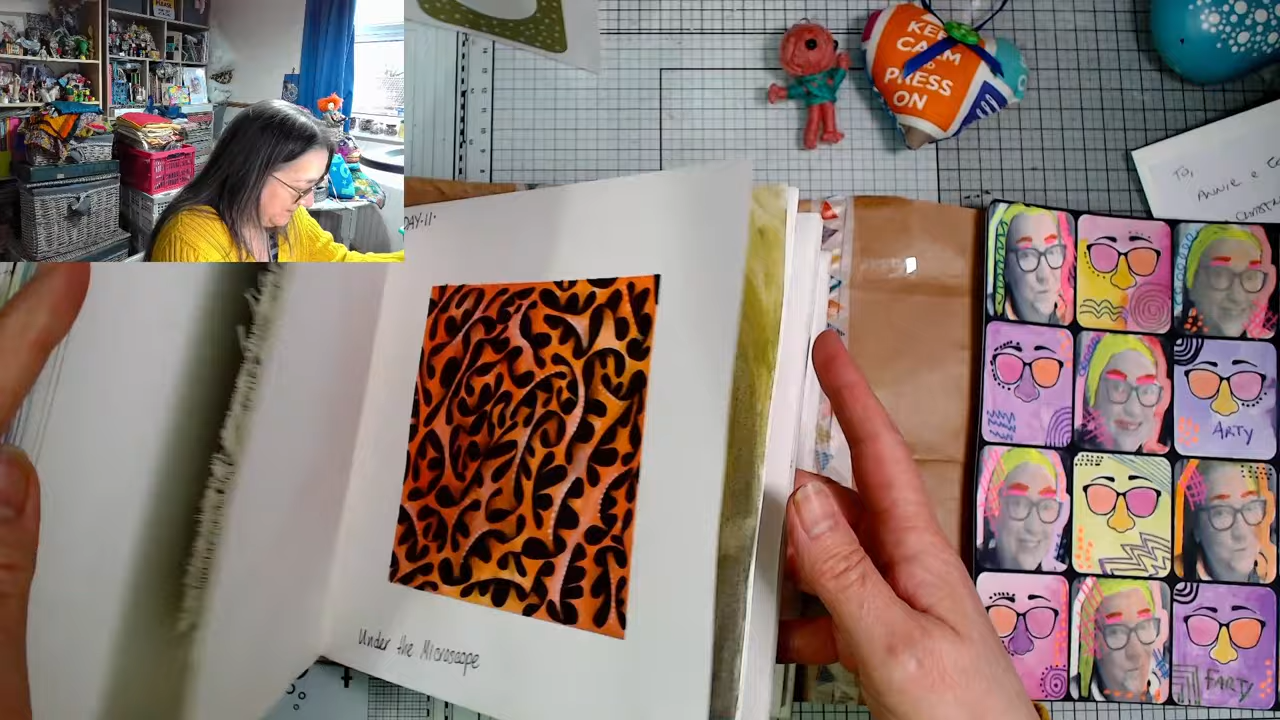 KEEP
CALM
AND
PRESS
ON
TO,
ANNIE &
DAY-11.
ARTY
Under the Microscope
FARTY